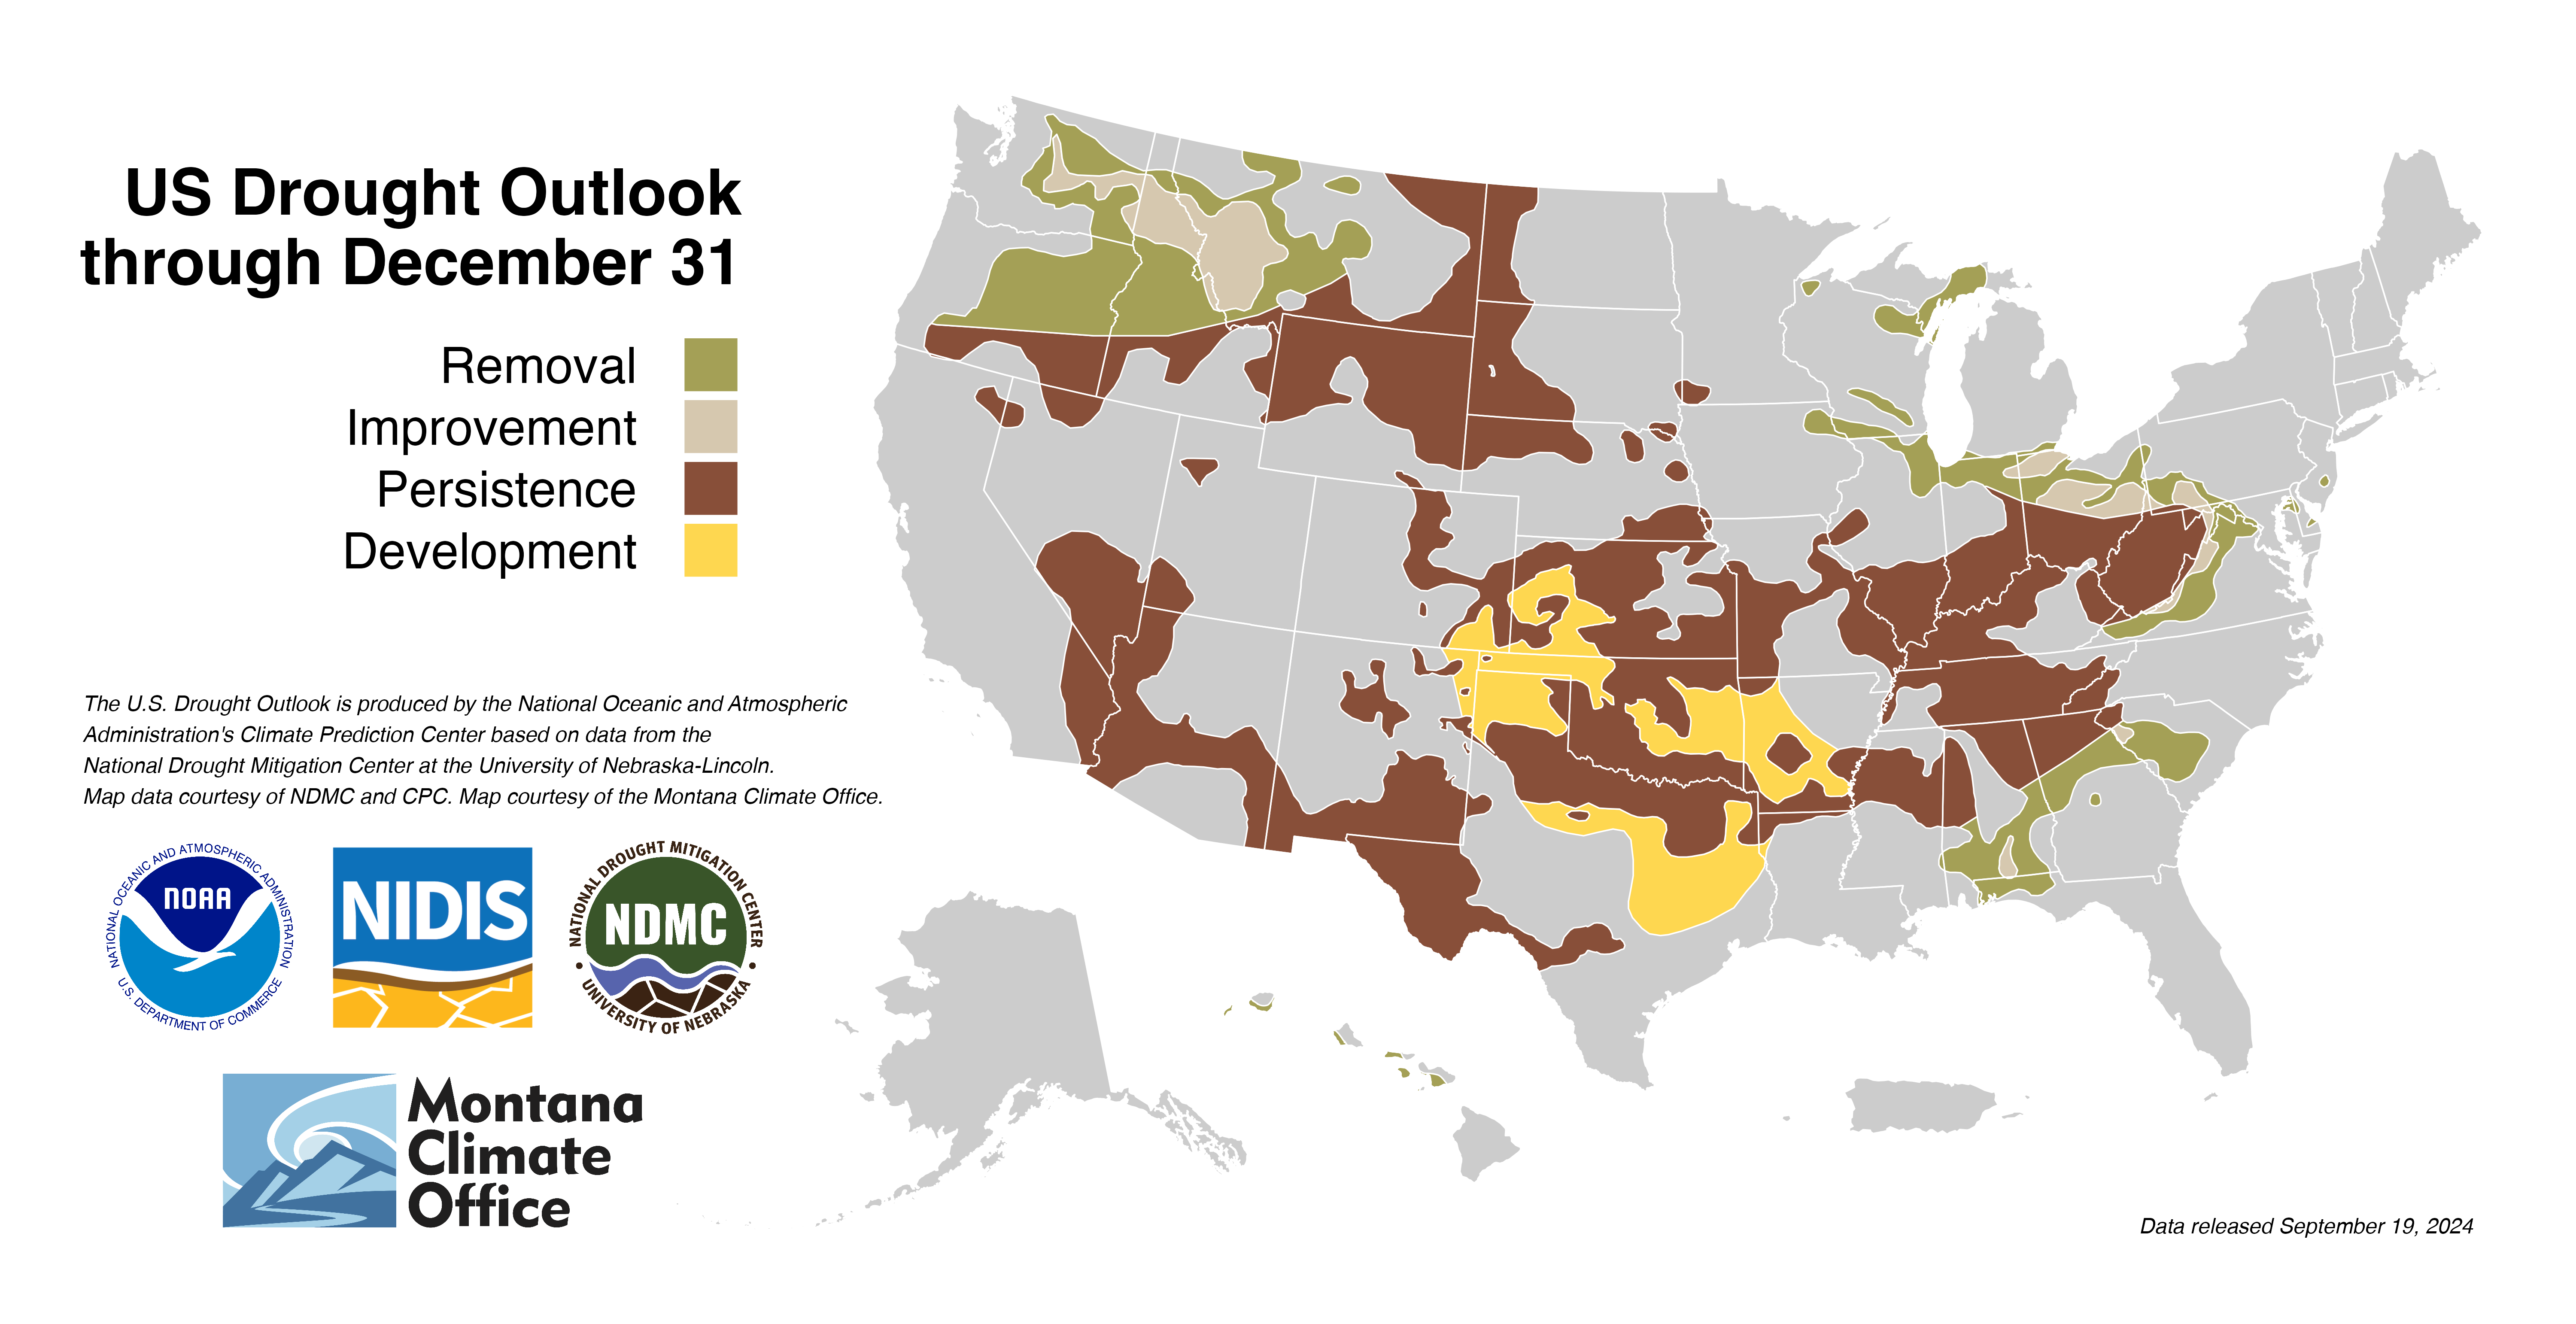 US Drought Outlook
through December 31
Removal
Improvement
Persistence
Development
The U.S. Drought Outlook is produced by the National Oceanic and Atmospheric
Administration's Climate Prediction Center based on data from the
National Drought Mitigation Center at the University of Nebraska-Lincoln.
Map data courtesy of NDMC and CPC. Map courtesy of the Montana Climate Office.
NATIONAL OCEANIC AND ATMOSPHERIC ADMINISTRATION
NOAA
U.S. DEPARTMENT OF COMMERCE
NIDIS
NATIONAL DROUGHT MITIGATION CENTER
NDMC
UNIVERSITY OF NEBRASKA
Montana
Climate
Office
Data released September 19, 2024